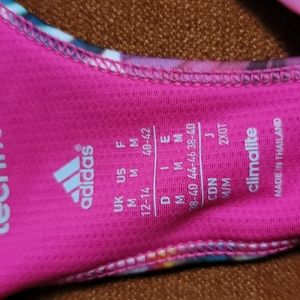 adidas
UK US F
M M M
12-14 40-42
D I E
M M M
38-40 44-46 38-40
CDN J
M/M 2XOT
climalite
MADE IN THAILAND